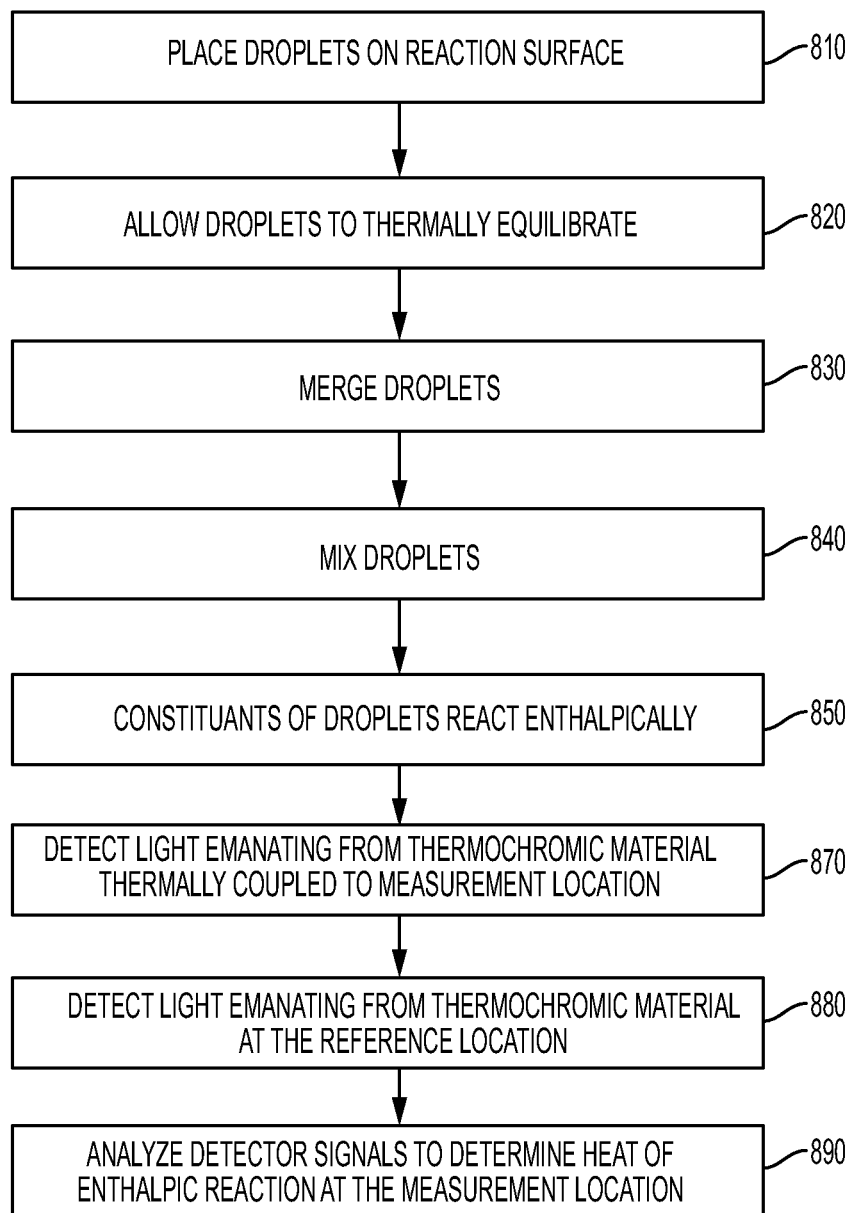 PLACE DROPLETS ON REACTION SURFACE
810
ALLOW DROPLETS TO THERMALLY EQUILIBRATE
820
MERGE DROPLETS
830
MIX DROPLETS
840
CONSTITUANTS OF DROPLETS REACT ENTHALPICALLY
850
DETECT LIGHT EMANATING FROM THERMOCHROMIC MATERIAL
THERMALLY COUPLED TO MEASUREMENT LOCATION
870
DETECT LIGHT EMANATING FROM THERMOCHROMIC MATERIAL
AT THE REFERENCE LOCATION
880
ANALYZE DETECTOR SIGNALS TO DETERMINE HEAT OF
ENTHALPIC REACTION AT THE MEASUREMENT LOCATION
890